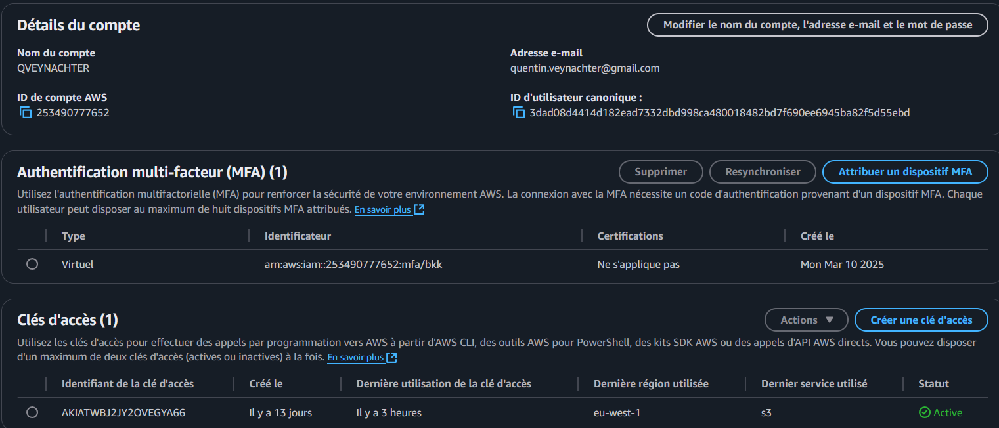 Détails du compte
Modifier le nom du compte, l'adresse e-mail et le mot de passe
Nom du compte
QVEYNACHTER
Adresse e-mail
quentin.veynachter@gmail.com
ID de compte AWS
253490777652
ID d'utilisateur canonique :
3dad08d4414d182ead7332dbd998ca480018482bd7f690ee6945ba82f5d55ebd
Authentification multi-facteur (MFA) (1)
Supprimer
Resynchroniser
Attribuer un dispositif MFA
Utilisez l'authentification multifactorielle (MFA) pour renforcer la sécurité de votre environnement AWS. La connexion avec la MFA nécessite un code d'authentification provenant d'un dispositif MFA. Chaque
utilisateur peut disposer au maximum de huit dispositifs MFA attribués. En savoir plus
Type
Identificateur
Certifications
Créé le
Virtuel
arn:aws:iam::253490777652:mfa/bkk
Ne s'applique pas
Mon Mar 10 2025
Clés d'accès (1)
Actions
Créer une clé d'accès
Utilisez les clés d'accès pour effectuer des appels par programmation vers AWS à partir d'AWS CLI, des outils AWS pour PowerShell, des kits SDK AWS ou des appels d'API AWS directs. Vous pouvez disposer
d'un maximum de deux clés d'accès (actives ou inactives) à la fois. En savoir plus
Identifiant de la clé d'accès
Créé le
Dernière utilisation de la clé d'accès
Dernière région utilisée
Dernier service utilisé
Statut
AKIATWBJ2JY2OVEGYA66
Il y a 13 jours
Il y a 3 heures
eu-west-1
s3
Active